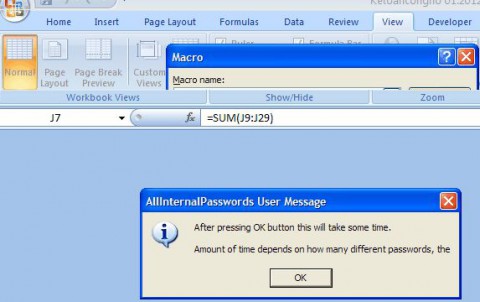 Ketoancongno 01.2012
Home Insert Page Layout Formulas Data Review View Developer
Normal Page Layout Page Break Preview Custom Views
Ruler Formula Bar
Macro
Macro name:
Workbook Views Show/Hide Zoom
J7 fx =SUM(J9:J29)
AllInternalPasswords User Message
After pressing OK button this will take some time.
Amount of time depends on how many different passwords, the
OK